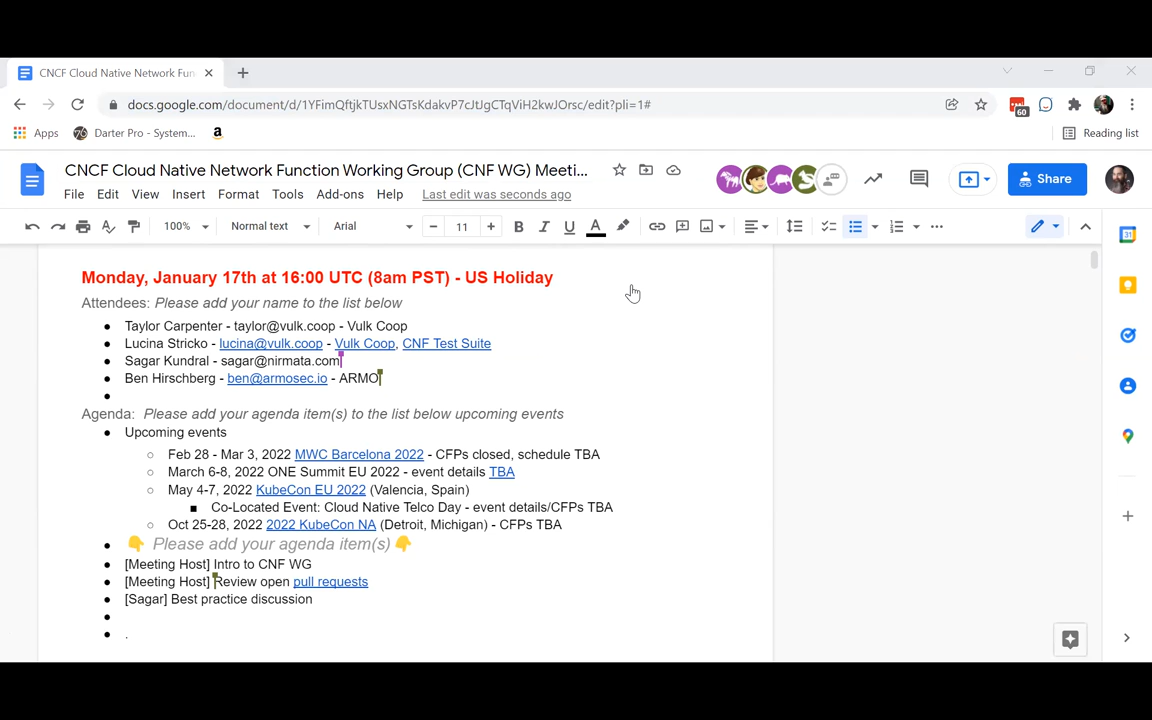 CNCF Cloud Native Network Fun
docs.google.com/document/d/1YFimQftjkTUsxNGTsKdakvP7cJtJgCTqViH2kwJOrsc/edit?pli=1#
60
Apps
Darter Pro - System...
Reading list
CNCF Cloud Native Network Function Working Group (CNF WG) Meeti...
Share
File Edit View Insert Format Tools Add-ons Help Last edit was seconds ago
100% Normal text Arial 11 B I U A
31
Monday, January 17th at 16:00 UTC (8am PST) - US Holiday
Attendees: Please add your name to the list below
● Taylor Carpenter - taylor@vulk.coop - Vulk Coop
● Lucina Stricko - lucina@vulk.coop - Vulk Coop, CNF Test Suite
● Sagar Kundral - sagar@nirmata.com
● Ben Hirschberg - ben@armosec.io - ARMO
●
Agenda: Please add your agenda item(s) to the list below upcoming events
● Upcoming events
○ Feb 28 - Mar 3, 2022 MWC Barcelona 2022 - CFPs closed, schedule TBA
○ March 6-8, 2022 ONE Summit EU 2022 - event details TBA
○ May 4-7, 2022 KubeCon EU 2022 (Valencia, Spain)
■ Co-Located Event: Cloud Native Telco Day - event details/CFPs TBA
○ Oct 25-28, 2022 2022 KubeCon NA (Detroit, Michigan) - CFPs TBA
● 👇 Please add your agenda item(s) 👇
● [Meeting Host] Intro to CNF WG
● [Meeting Host] Review open pull requests
● [Sagar] Best practice discussion
●
● .